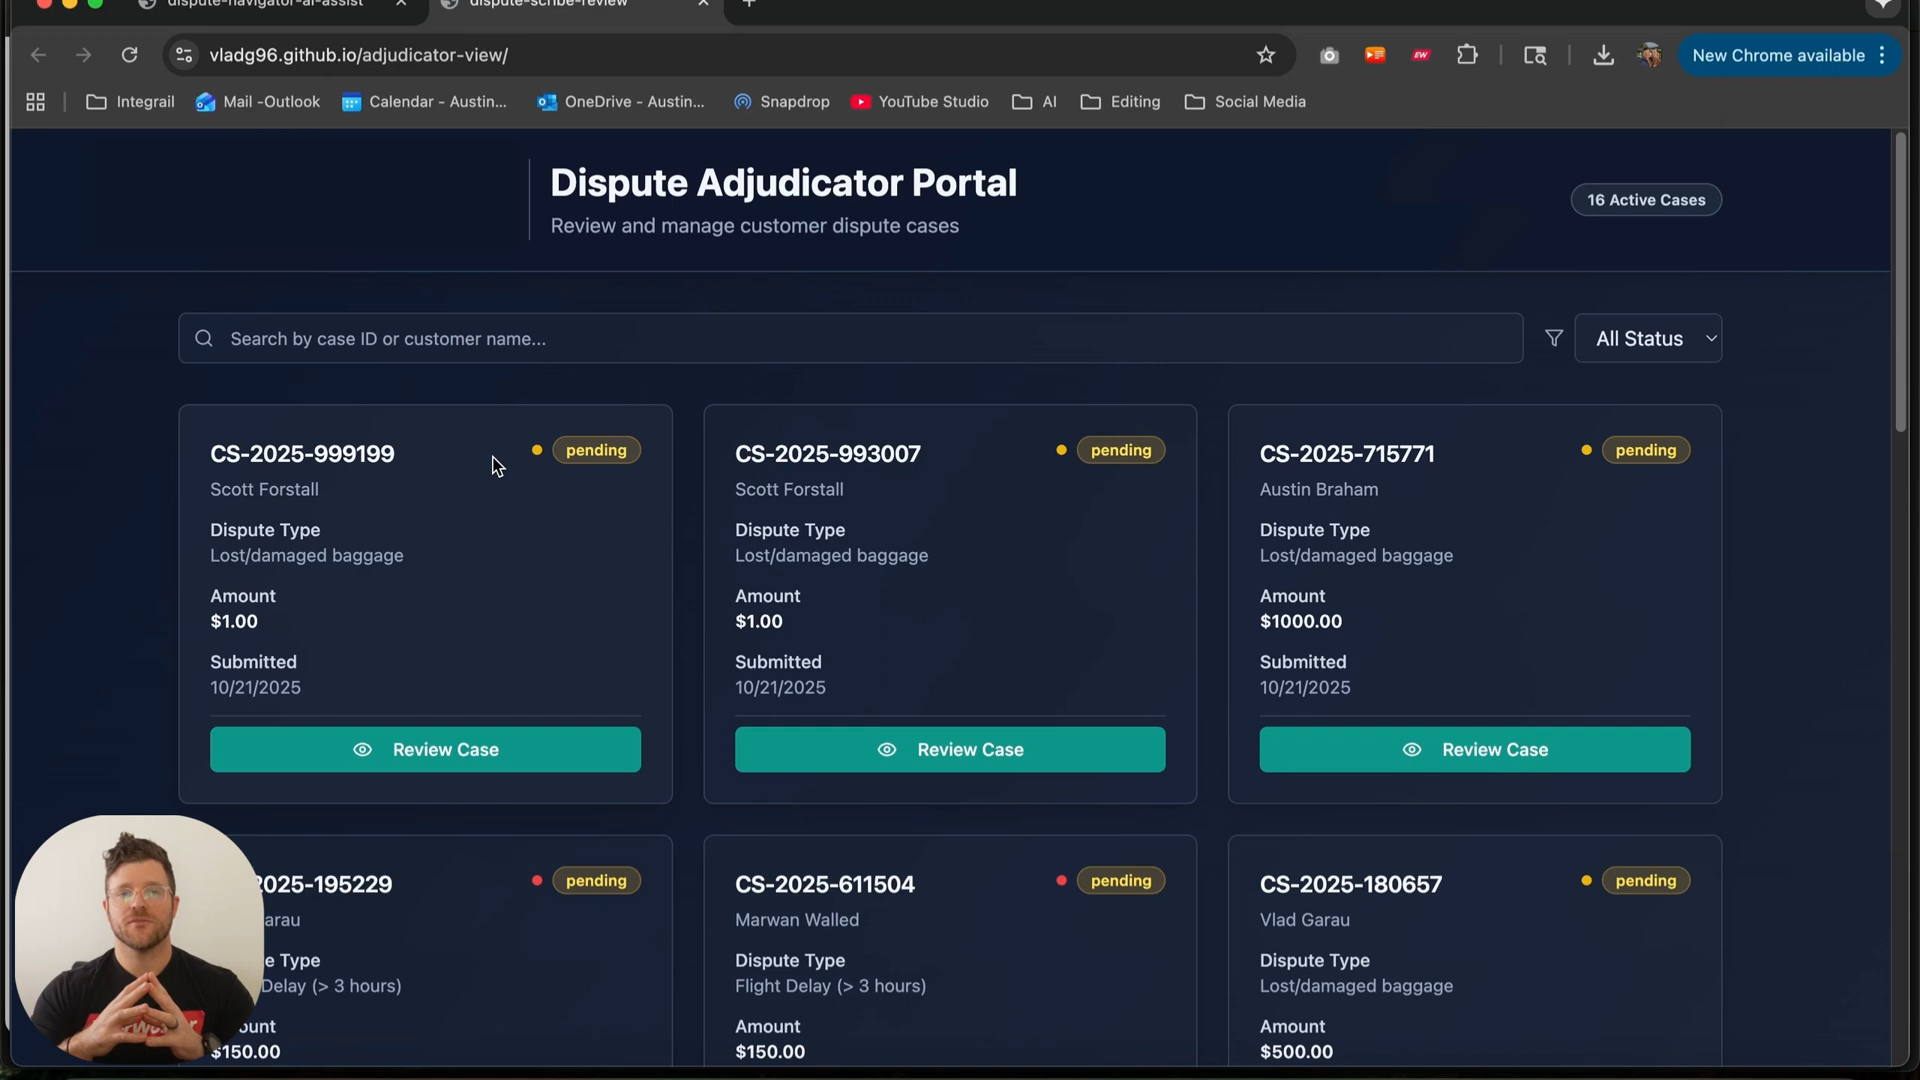 dispute-navigator-ai-assist
dispute-scribe-review
vladg96.github.io/adjudicator-view/
New Chrome available
Integrail
Mail -Outlook
Calendar - Austin...
OneDrive - Austin...
Snapdrop
YouTube Studio
AI
Editing
Social Media
Dispute Adjudicator Portal
Review and manage customer dispute cases
16 Active Cases
Search by case ID or customer name...
All Status
CS-2025-999199
pending
Scott Forstall
Dispute Type
Lost/damaged baggage
Amount
$1.00
Submitted
10/21/2025
Review Case
CS-2025-993007
pending
Scott Forstall
Dispute Type
Lost/damaged baggage
Amount
$1.00
Submitted
10/21/2025
Review Case
CS-2025-715771
pending
Austin Braham
Dispute Type
Lost/damaged baggage
Amount
$1000.00
Submitted
10/21/2025
Review Case
2025-195229
pending
arau
e Type
Delay (> 3 hours)
ount
$150.00
CS-2025-611504
pending
Marwan Walled
Dispute Type
Flight Delay (> 3 hours)
Amount
$150.00
CS-2025-180657
pending
Vlad Garau
Dispute Type
Lost/damaged baggage
Amount
$500.00